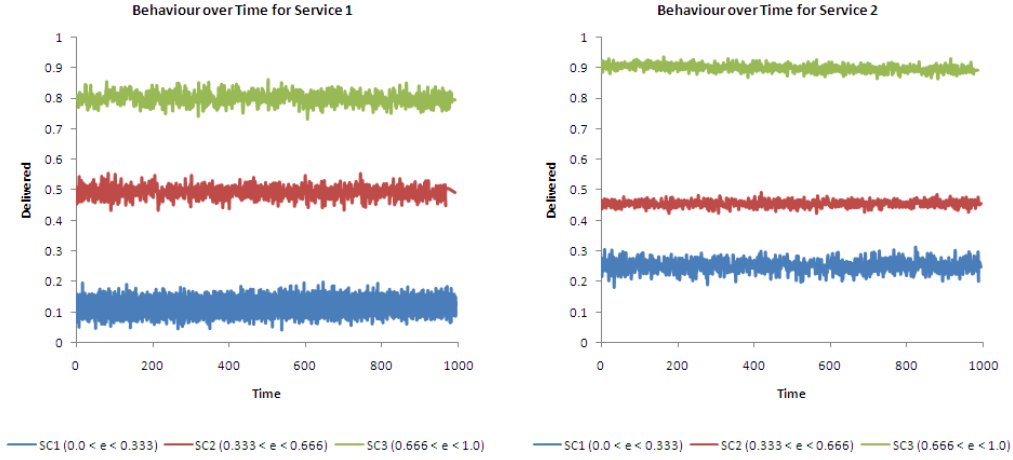 Behaviour over Time for Service 1
1
0.9
0.8
0.7
0.6
0.5
0.4
0.3
0.2
0.1
0
Delivered
0 200 400 600 800 1000
Time
SC1 (0.0 < e < 0.333) SC2 (0.333 < e < 0.666) SC3 (0.666 < e < 1.0)
Behaviour over Time for Service 2
1
0.9
0.8
0.7
0.6
0.5
0.4
0.3
0.2
0.1
0
Delivered
0 200 400 600 800 1000
Time
SC1 (0.0 < e < 0.333) SC2 (0.333 < e < 0.666) SC3 (0.666 < e < 1.0)